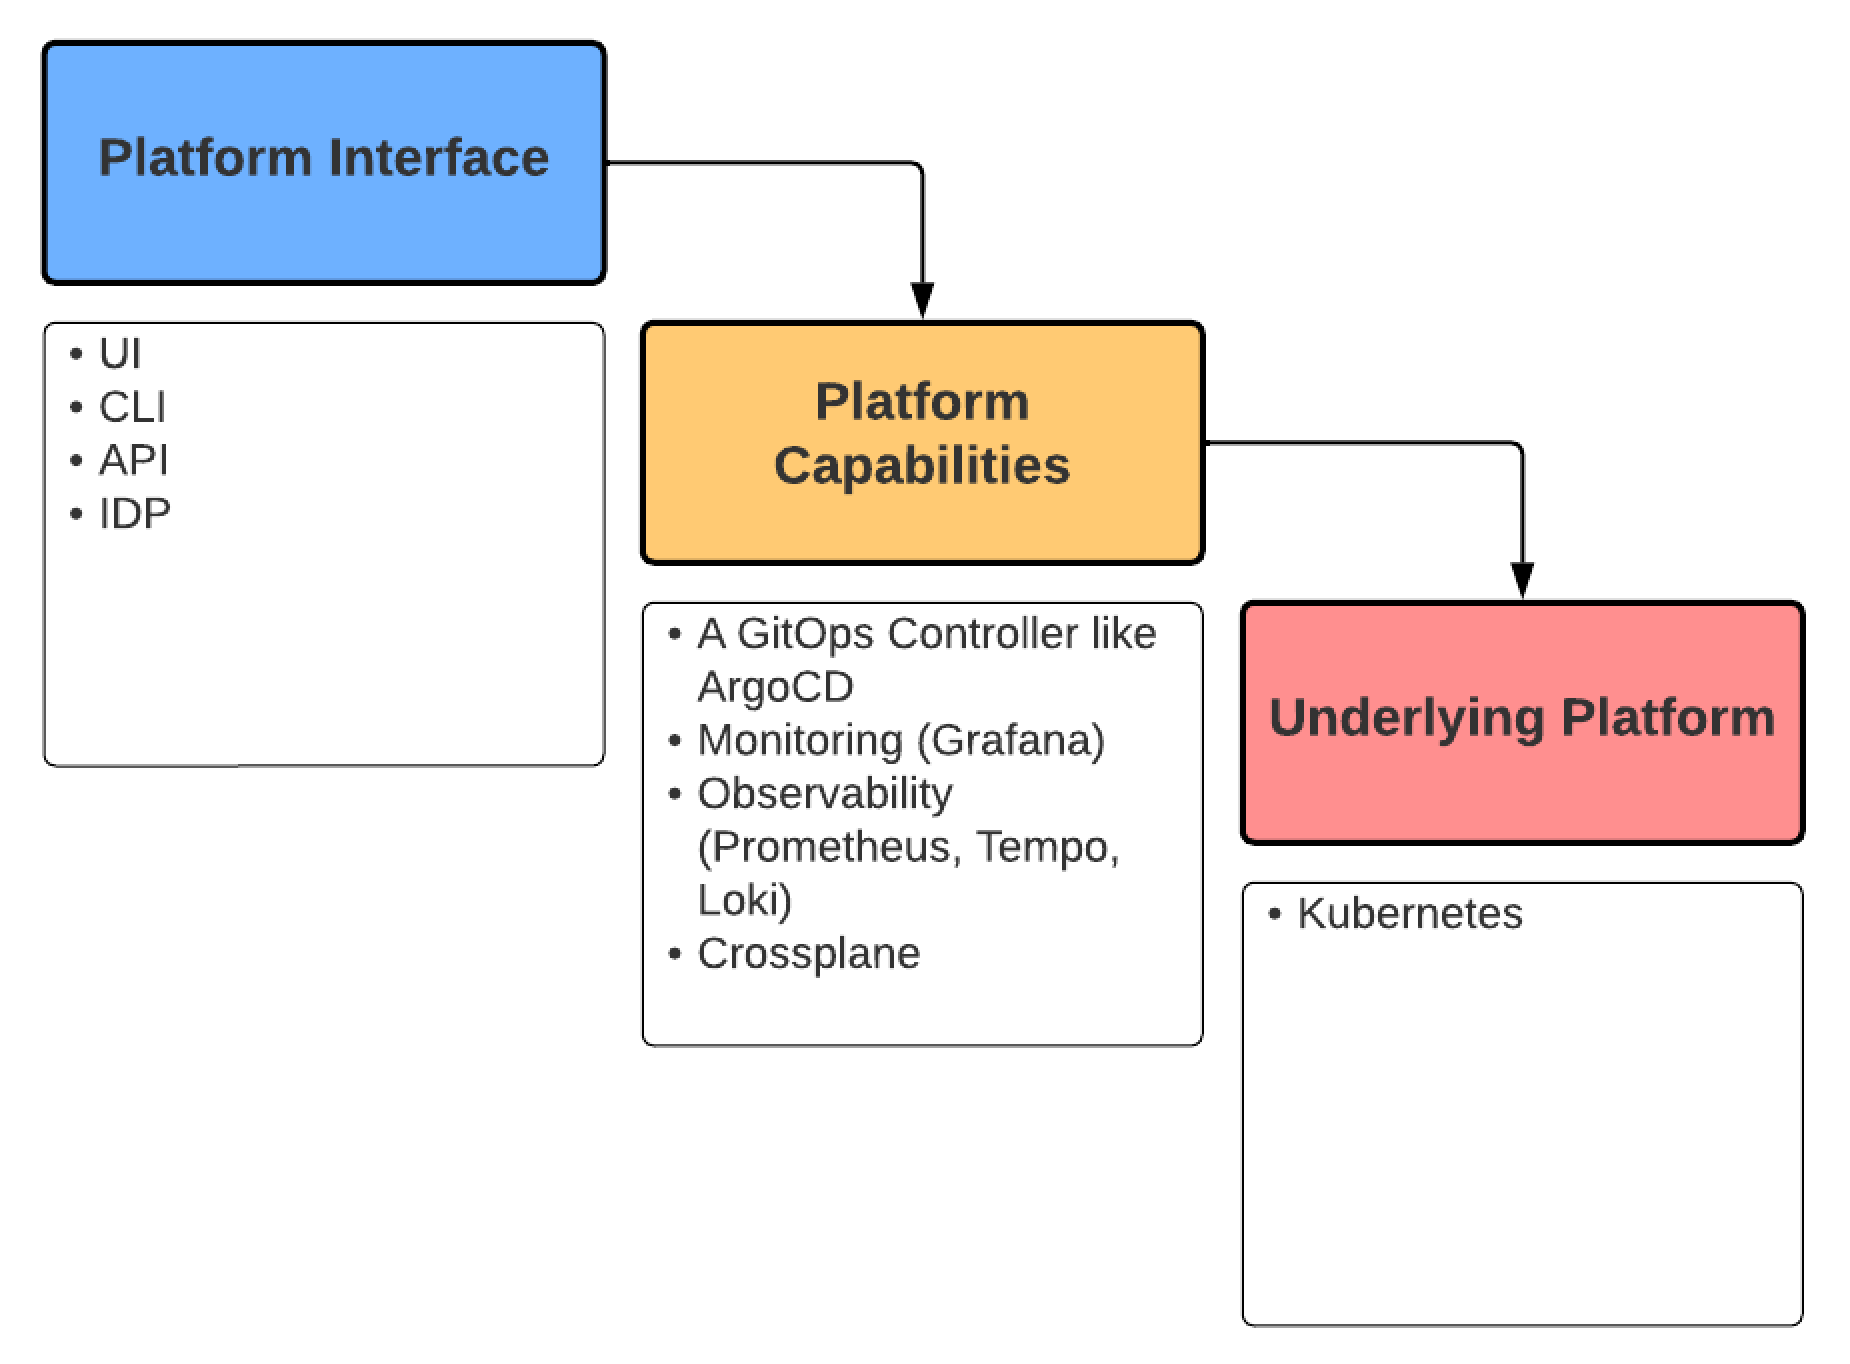 Platform Interface
• UI
• CLI
• API
• IDP
Platform
Capabilities
• A GitOps Controller like
ArgoCD
• Monitoring (Grafana)
• Observability
(Prometheus, Tempo,
Loki)
• Crossplane
Underlying Platform
• Kubernetes